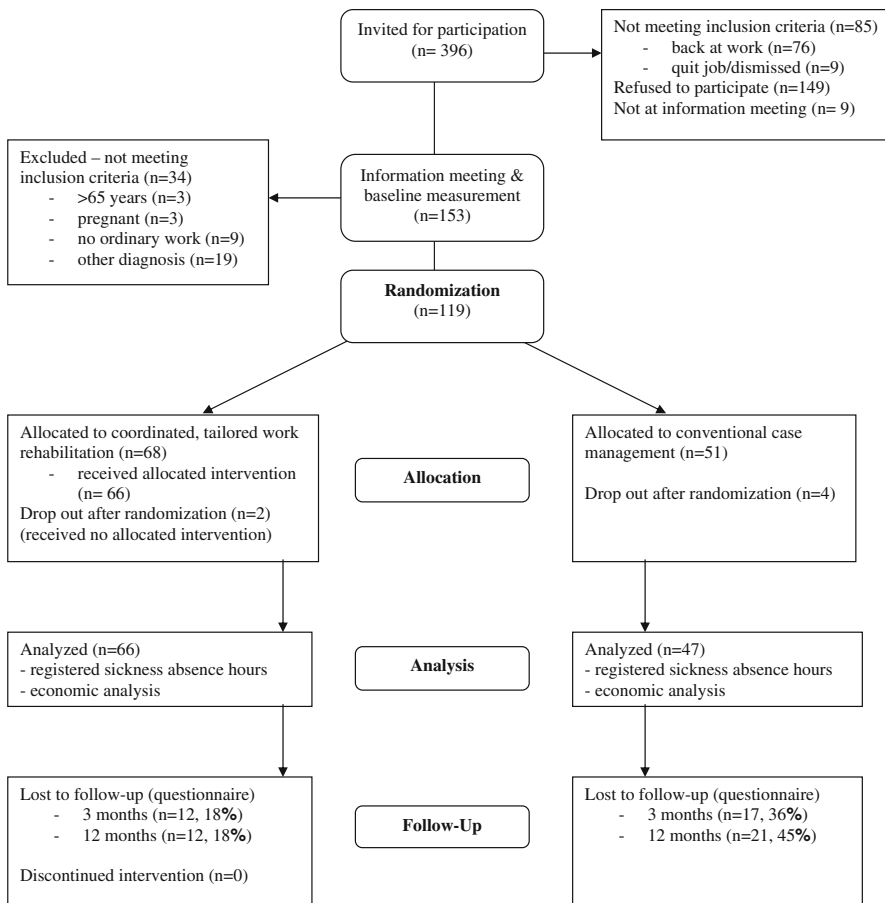 Invited for participation
(n= 396)
Not meeting inclusion criteria (n=85)
- back at work (n=76)
- quit job/dismissed (n=9)
Refused to participate (n=149)
Not at information meeting (n= 9)
Excluded – not meeting
inclusion criteria (n=34)
- >65 years (n=3)
- pregnant (n=3)
- no ordinary work (n=9)
- other diagnosis (n=19)
Information meeting &
baseline measurement
(n=153)
Randomization
(n=119)
Allocated to coordinated, tailored work
rehabilitation (n=68)
- received allocated intervention
(n= 66)
Drop out after randomization (n=2)
(received no allocated intervention)
Allocation
Allocated to conventional case
management (n=51)
Drop out after randomization (n=4)
Analyzed (n=66)
- registered sickness absence hours
- economic analysis
Analysis
Analyzed (n=47)
- registered sickness absence hours
- economic analysis
Lost to follow-up (questionnaire)
- 3 months (n=12, 18%)
- 12 months (n=12, 18%)
Discontinued intervention (n=0)
Follow-Up
Lost to follow-up (questionnaire)
- 3 months (n=17, 36%)
- 12 months (n=21, 45%)